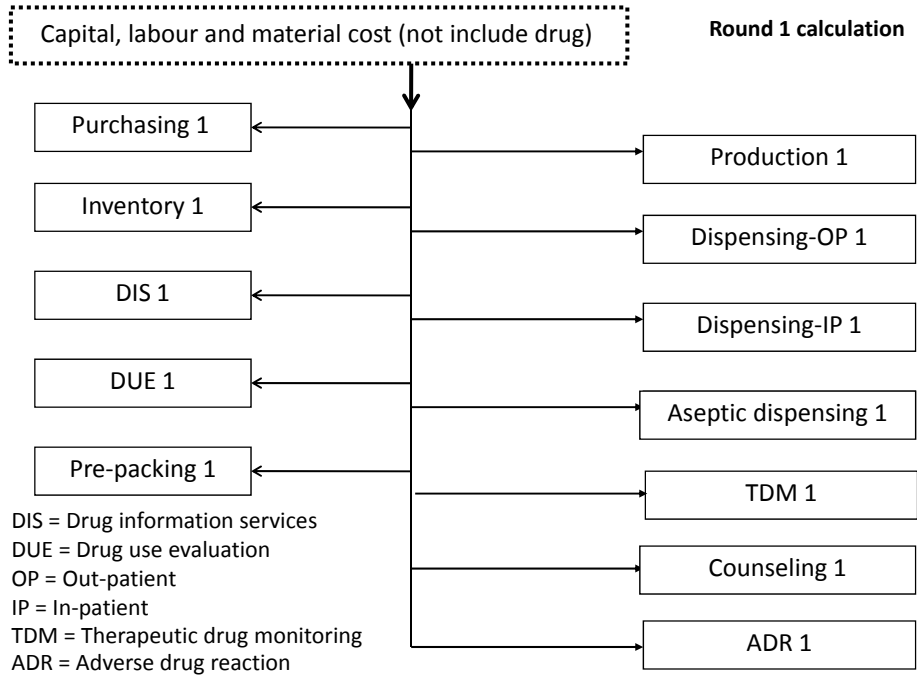 Capital, labour and material cost (not include drug)
Round 1 calculation
Purchasing 1
Inventory 1
DIS 1
DUE 1
Pre-packing 1
Production 1
Dispensing-OP 1
Dispensing-IP 1
Aseptic dispensing 1
TDM 1
Counseling 1
ADR 1
DIS = Drug information services
DUE = Drug use evaluation
OP = Out-patient
IP = In-patient
TDM = Therapeutic drug monitoring
ADR = Adverse drug reaction